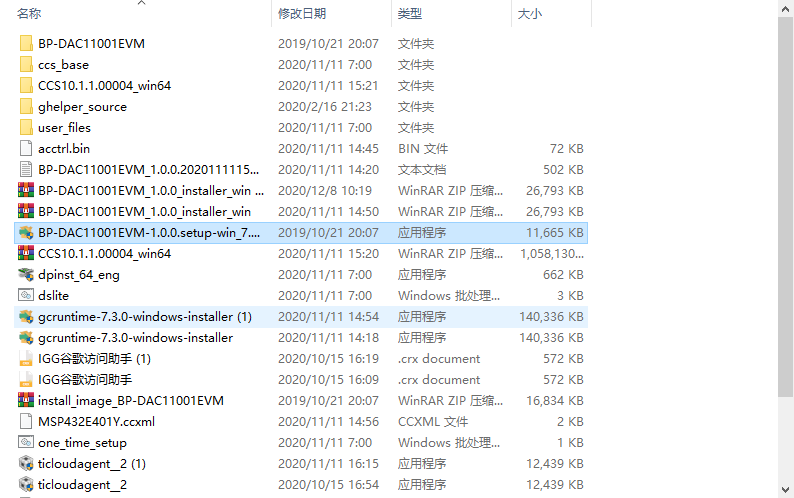 名称 修改日期 类型 大小
BP-DAC11001EVM 2019/10/21 20:07 文件夹
ccs_base 2020/11/11 7:00 文件夹
CCS10.1.1.00004_win64 2020/11/11 15:21 文件夹
ghelper_source 2020/2/16 21:23 文件夹
user_files 2020/11/11 7:00 文件夹
acctrl.bin 2020/11/11 14:45 BIN 文件 72 KB
BP-DAC11001EVM_1.0.0.2020111115... 2020/11/11 14:20 文本文档 502 KB
BP-DAC11001EVM_1.0.0_installer_win ... 2020/12/8 10:19 WinRAR ZIP 压缩... 26,793 KB
BP-DAC11001EVM_1.0.0_installer_win 2020/11/11 14:50 WinRAR ZIP 压缩... 26,793 KB
BP-DAC11001EVM-1.0.0.setup-win_7.... 2019/10/21 20:07 应用程序 11,665 KB
CCS10.1.1.00004_win64 2020/11/11 15:20 WinRAR ZIP 压缩... 1,058,130...
dpinst_64_eng 2020/11/11 7:00 应用程序 662 KB
dslite 2020/11/11 7:00 Windows 批处理... 3 KB
gcruntime-7.3.0-windows-installer (1) 2020/11/11 14:54 应用程序 140,336 KB
gcruntime-7.3.0-windows-installer 2020/11/11 14:18 应用程序 140,336 KB
IGG谷歌访问助手 (1) 2020/10/15 16:19 .crx document 572 KB
IGG谷歌访问助手 2020/10/15 16:09 .crx document 572 KB
install_image_BP-DAC11001EVM 2019/10/21 20:07 WinRAR ZIP 压缩... 16,834 KB
MSP432E401Y.ccxml 2020/11/11 14:56 CCXML 文件 2 KB
one_time_setup 2020/11/11 7:00 Windows 批处理... 1 KB
ticloudagent__2 (1) 2020/11/11 16:15 应用程序 12,439 KB
ticloudagent__2 2020/10/15 16:54 应用程序 12,439 KB